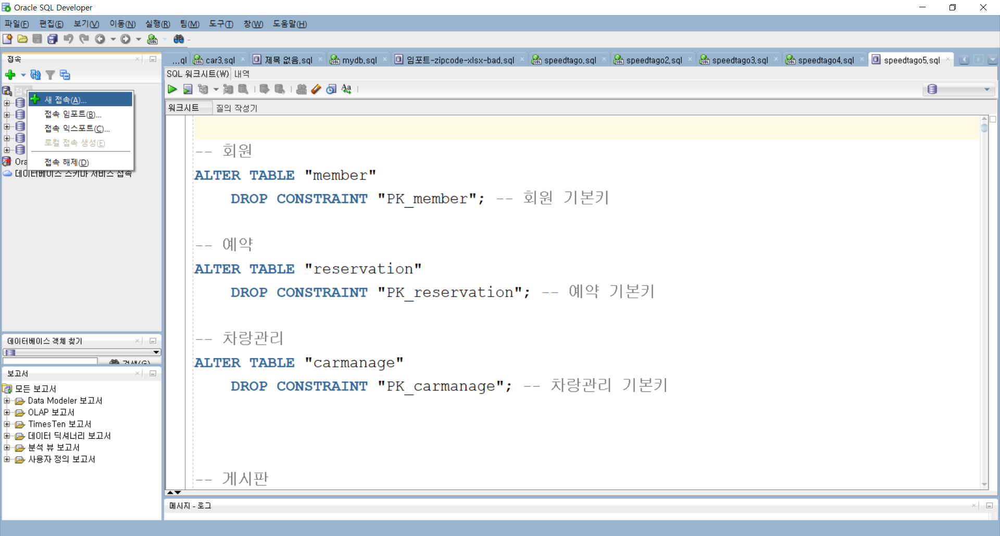 Oracle SQL Developer
파일(F) 편집(E) 보기(V) 이동(N) 실행(R) 팀(M) 도구(T) 창(W) 도움말(H)
접속
...ql car3.sql 제목 없음.sql mydb.sql 임포트-zipcode-xlsx-bad.sql speedtago.sql speedtago2.sql speedtago3.sql speedtago4.sql speedtago5.sql
SQL 워크시트(W) 내역
워크시트 질의 작성기
접속
새 접속(A)...
접속 임포트(B)...
접속 익스포트(C)...
로컬 접속 생성(E)
접속 해제(D)
Ora
데이터베이스 스키마 서비스 접속
-- 회원
ALTER TABLE "member"
DROP CONSTRAINT "PK_member"; -- 회원 기본키
-- 예약
ALTER TABLE "reservation"
DROP CONSTRAINT "PK_reservation"; -- 예약 기본키
-- 차량관리
ALTER TABLE "carmanage"
DROP CONSTRAINT "PK_carmanage"; -- 차량관리 기본키
-- 게시판
데이터베이스 객체 찾기
검색(G)
보고서
모든 보고서
Data Modeler 보고서
OLAP 보고서
TimesTen 보고서
데이터 딕셔너리 보고서
분석 뷰 보고서
사용자 정의 보고서
메시지 - 로그